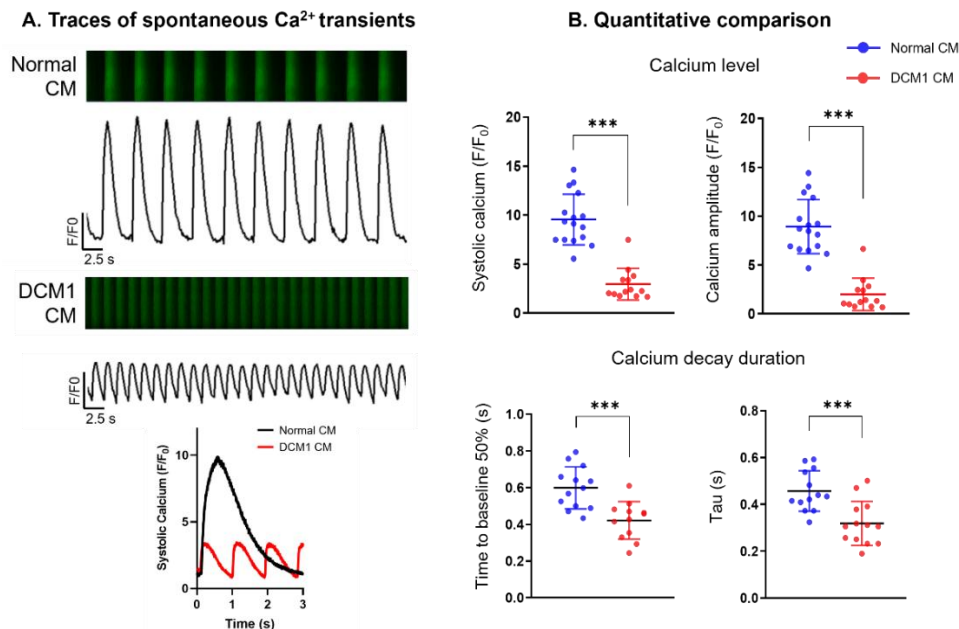 A. Traces of spontaneous Ca²⁺ transients
Normal
CM
F/F0
2.5 s
DCM1
CM
F/F0
2.5 s
Normal CM
DCM1 CM
Systolic Calcium (F/F₀)
10
5
0
0 1 2 3
Time (s)
B. Quantitative comparison
Normal CM
DCM1 CM
Calcium level
Systolic calcium (F/F₀)
20
15
10
5
0
***
Calcium amplitude (F/F₀)
20
15
10
5
0
***
Calcium decay duration
Time to baseline 50% (s)
1.0
0.8
0.6
0.4
0.2
0.0
***
Tau (s)
0.8
0.6
0.4
0.2
0.0
***